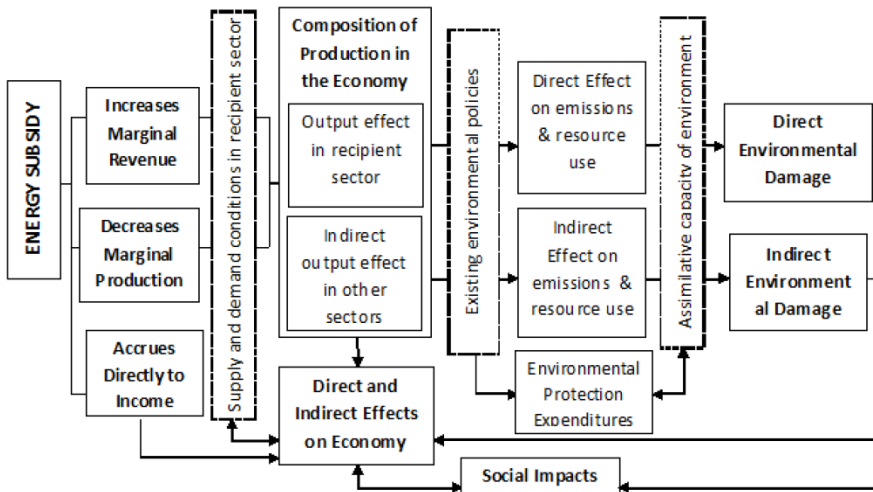 ENERGY SUBSIDY
Increases
Marginal
Revenue
Decreases
Marginal
Production
Accrues
Directly to
Income
Supply and demand conditions in recipient sector
Composition of
Production in
the Economy
Output effect
in recipient
sector
Indirect
output effect
in other
sectors
Direct and
Indirect Effects
on Economy
Existing environmental policies
Direct Effect
on emissions
& resource
use
Indirect
Effect on
emissions &
resource use
Environmental
Protection
Expenditures
Social Impacts
Assimilative capacity of environment
Direct
Environmental
Damage
Indirect
Environment
al Damage